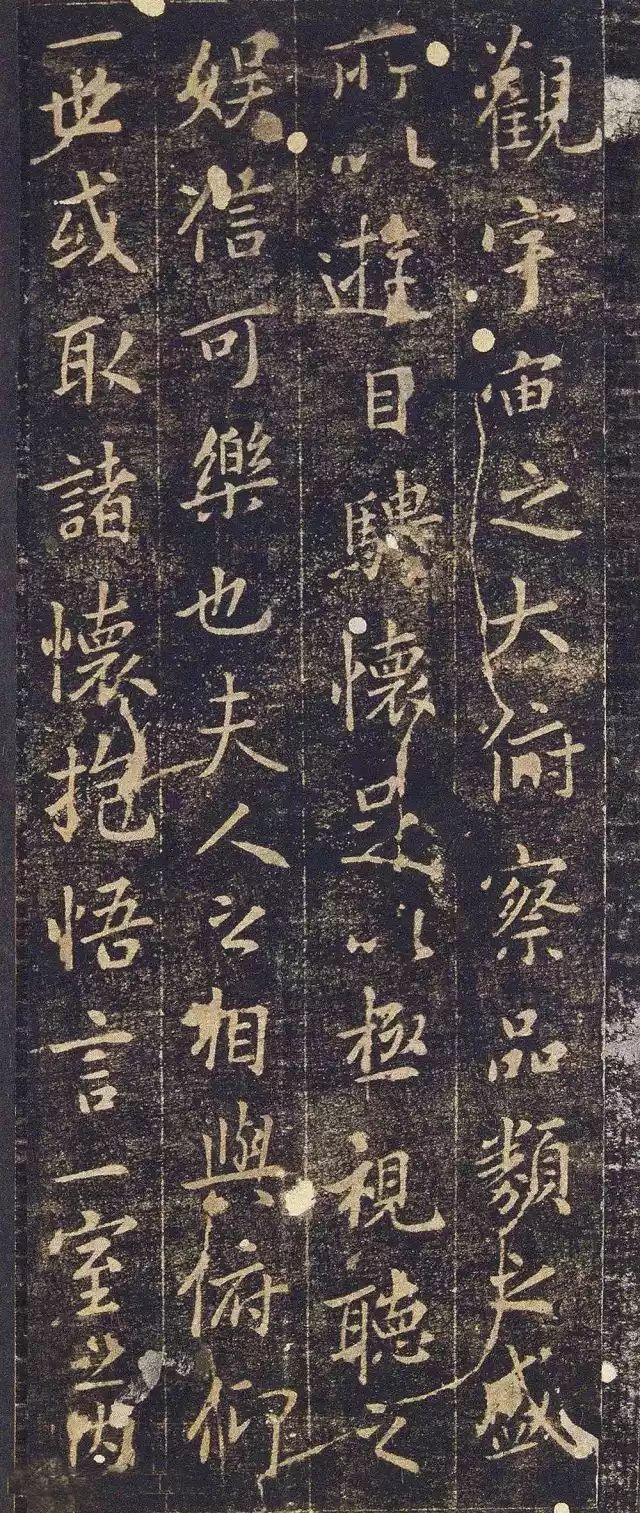 觀宇宙之大俯察品類之盛
所以遊目騁懷足以極視聽之
娛信可樂也夫人之相與俯仰
一世或取諸懷抱悟言一室之內